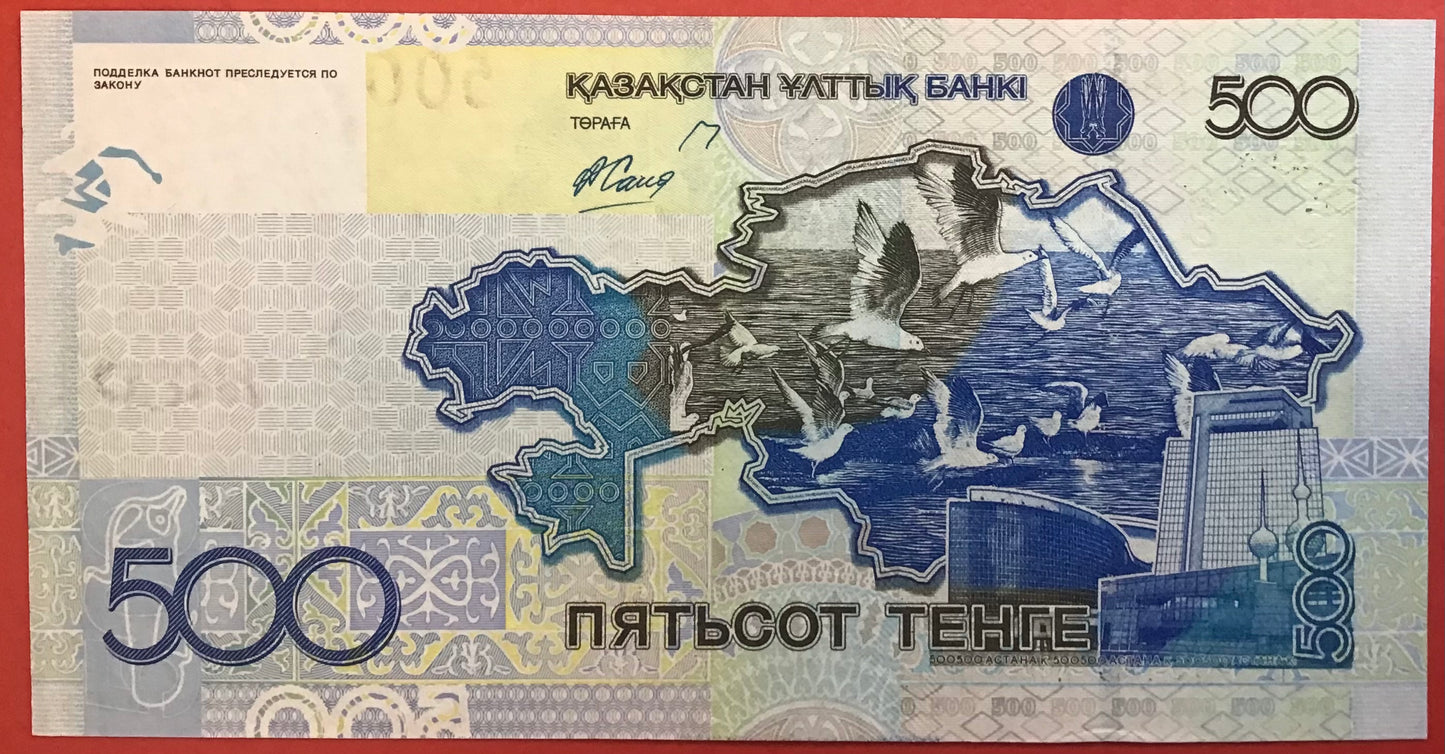 ПОДДЕЛКА БАНКНОТ ПРЕСЛЕДУЕТСЯ ПО
ЗАКОНУ
ҚАЗАҚСТАН ҰЛТТЫҚ БАНКІ
ТӨРАҒА
500
500
ПЯТЬСОТ ТЕНГЕ
500